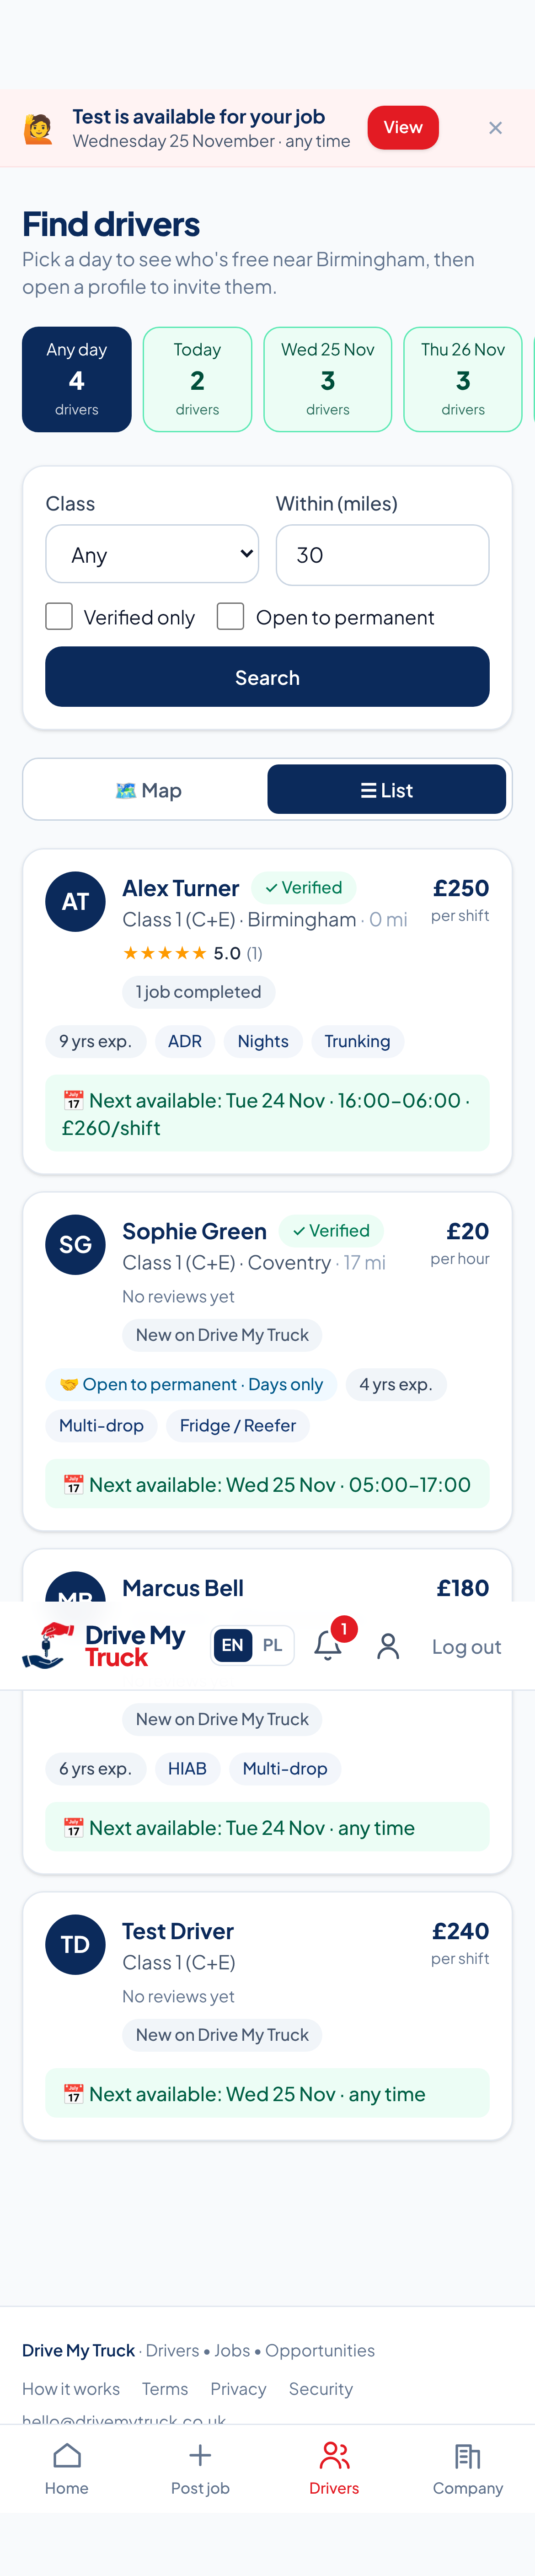 Test is available for your job
Wednesday 25 November · any time
View
×
Find drivers
Pick a day to see who's free near Birmingham, then
open a profile to invite them.
Any day
4
drivers
Today
2
drivers
Wed 25 Nov
3
drivers
Thu 26 Nov
3
drivers
Class
Within (miles)
Any
30
Verified only
Open to permanent
Search
Map
☰ List
AT
Alex Turner
✓ Verified
£250
Class 1 (C+E) · Birmingham · 0 mi
per shift
★★★★★ 5.0 (1)
1 job completed
9 yrs exp.
ADR
Nights
Trunking
Next available: Tue 24 Nov · 16:00–06:00 ·
£260/shift
SG
Sophie Green
✓ Verified
£20
Class 1 (C+E) · Coventry · 17 mi
per hour
No reviews yet
New on Drive My Truck
Open to permanent · Days only
4 yrs exp.
Multi-drop
Fridge / Reefer
Next available: Wed 25 Nov · 05:00–17:00
MB
Marcus Bell
£180
Drive My
Truck
EN
PL
1
Log out
New on Drive My Truck
6 yrs exp.
HIAB
Multi-drop
Next available: Tue 24 Nov · any time
TD
Test Driver
£240
Class 1 (C+E)
per shift
No reviews yet
New on Drive My Truck
Next available: Wed 25 Nov · any time
Drive My Truck · Drivers • Jobs • Opportunities
How it works
Terms
Privacy
Security
hello@drivemytruck.co.uk
Home
Post job
Drivers
Company